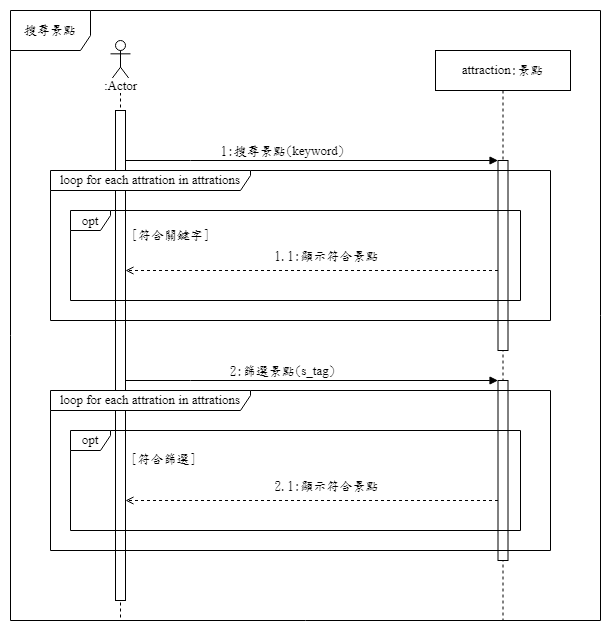 搜尋景點
:Actor
attraction:景點
1:搜尋景點(keyword)
loop for each attration in attrations
opt
[符合關鍵字]
1.1:顯示符合景點
2:篩選景點(s_tag)
loop for each attration in attrations
opt
[符合篩選]
2.1:顯示符合景點